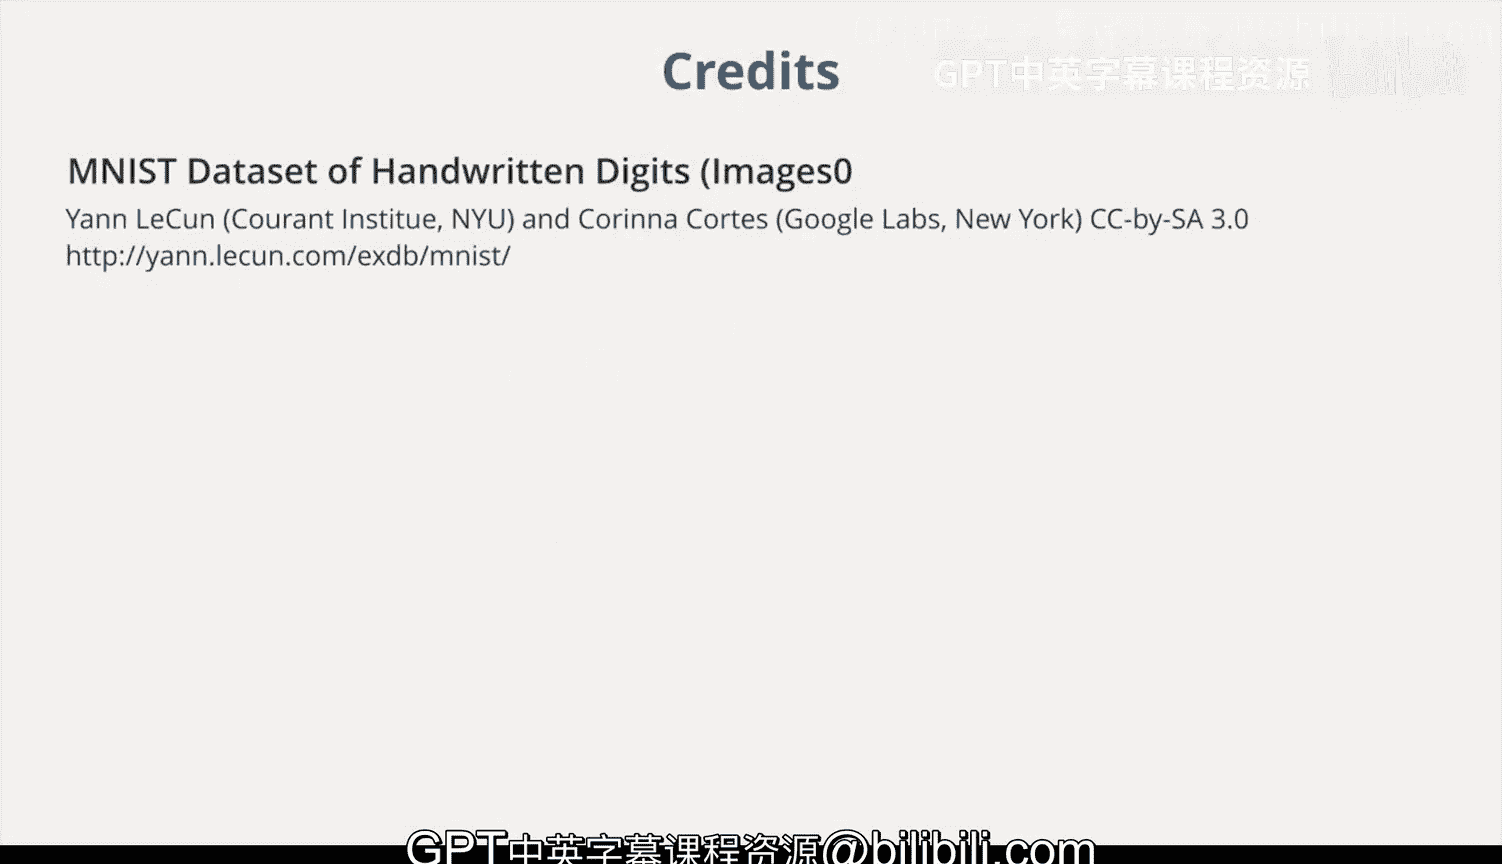 Credits
GPT中英字幕课程资源
MNIST Dataset of Handwritten Digits (Images0
Yann LeCun (Courant Institue, NYU) and Corinna Cortes (Google Labs, New York) CC-by-SA 3.0
http://yann.lecun.com/exdb/mnist/
GPT中英字幕课程资源@bilibili.com